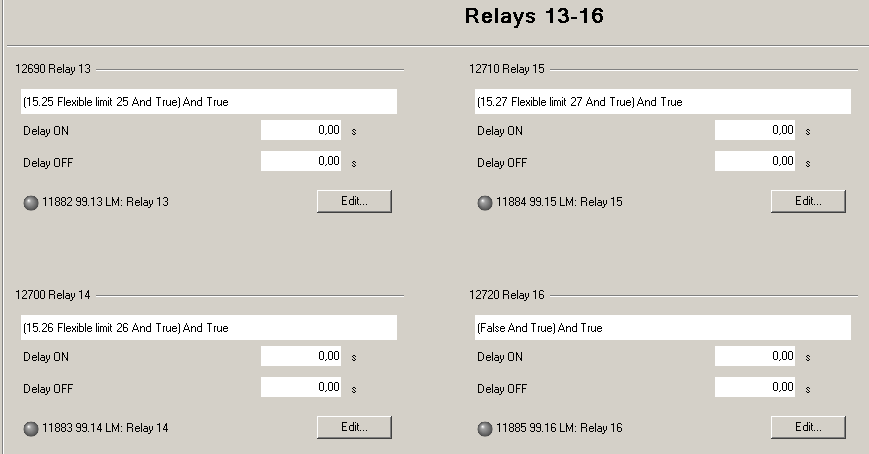 Relays 13-16
12690 Relay 13
(15.25 Flexible limit 25 And True) And True
Delay ON 0,00 s
Delay OFF 0,00 s
11882 99.13 LM: Relay 13 Edit...
12710 Relay 15
(15.27 Flexible limit 27 And True) And True
Delay ON 0,00 s
Delay OFF 0,00 s
11884 99.15 LM: Relay 15 Edit...
12700 Relay 14
(15.26 Flexible limit 26 And True) And True
Delay ON 0,00 s
Delay OFF 0,00 s
11883 99.14 LM: Relay 14 Edit...
12720 Relay 16
(False And True) And True
Delay ON 0,00 s
Delay OFF 0,00 s
11885 99.16 LM: Relay 16 Edit...